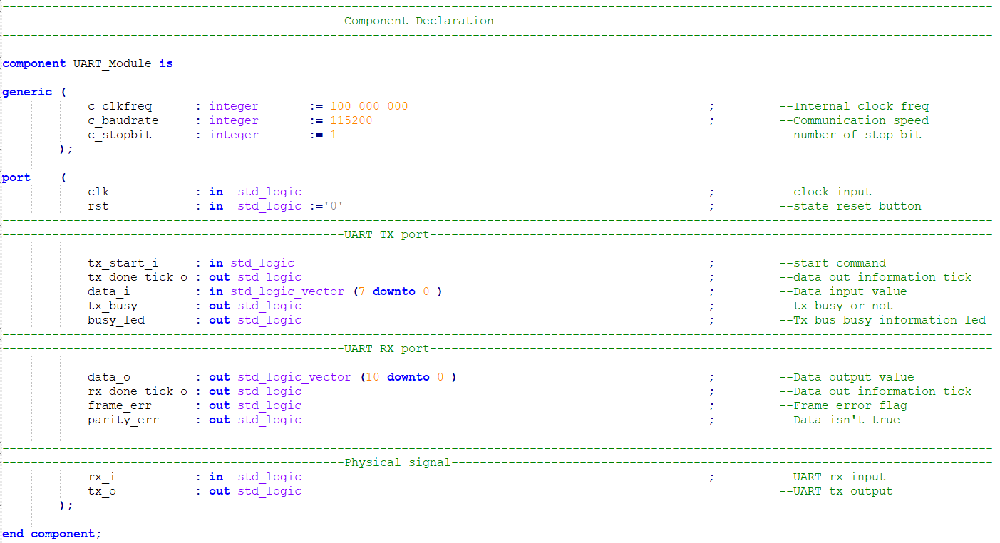 --------------------------------------------------------------------------------------------------------------------------------------------
------------------------------------------------Component Declaration----------------------------------------------------------------------
--------------------------------------------------------------------------------------------------------------------------------------------
component UART_Module is
generic (
c_clkfreq : integer := 100_000_000 ; --Internal clock freq
c_baudrate : integer := 115200 ; --Communication speed
c_stopbit : integer := 1 --number of stop bit
);
port (
clk : in std_logic ; --clock input
rst : in std_logic :='0' ; --state reset button
--------------------------------------------------------------------------------------------------------------------------------------------
------------------------------------------------UART TX port-------------------------------------------------------------------------------
tx_start_i : in std_logic ; --start command
tx_done_tick_o : out std_logic ; --data out information tick
data_i : in std_logic_vector (7 downto 0 ) ; --Data input value
tx_busy : out std_logic ; --tx busy or not
busy_led : out std_logic ; --Tx bus busy information led
--------------------------------------------------------------------------------------------------------------------------------------------
------------------------------------------------UART RX port-------------------------------------------------------------------------------
data_o : out std_logic_vector (10 downto 0 ) ; --Data output value
rx_done_tick_o : out std_logic ; --Data out information tick
frame_err : out std_logic ; --Frame error flag
parity_err : out std_logic ; --Data isn't true
--------------------------------------------------------------------------------------------------------------------------------------------
------------------------------------------------Physical signal----------------------------------------------------------------------------
rx_i : in std_logic ; --UART rx input
tx_o : out std_logic --UART tx output
);
end component;